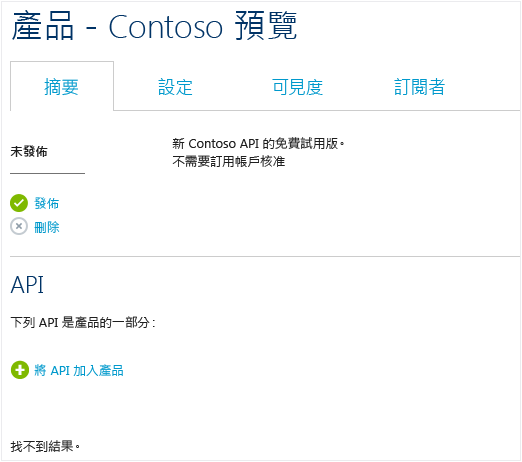 產品 - Contoso 預覽
摘要 設定 可見度 訂閱者
未發佈
新 Contoso API 的免費試用版。
不需要訂用帳戶核准
發佈
刪除
API
下列 API 是產品的一部分：
將 API 加入產品
找不到結果。